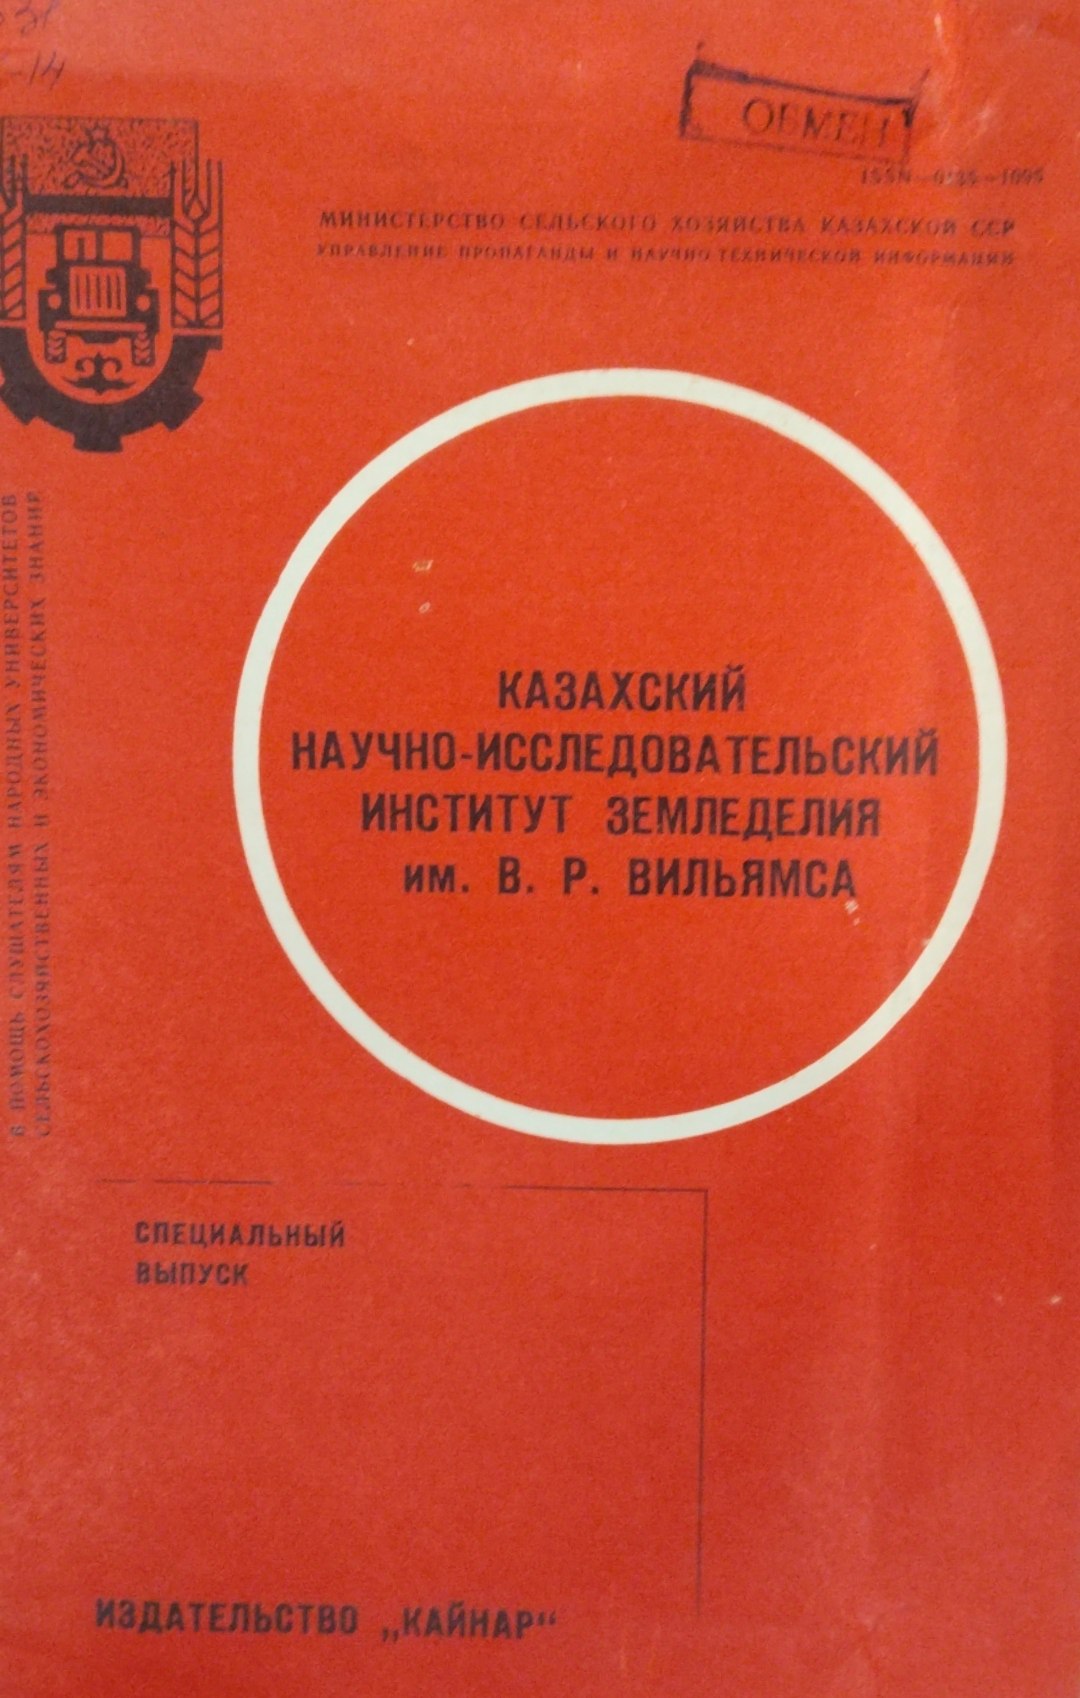 ОБМЕН
МИНИСТЕРСТВО СЕЛЬСКОГО ХОЗЯЙСТВА КАЗАХСКОЙ ССР
УПРАВЛЕНИЕ ПРОПАГАНДЫ И НАУЧНО-ТЕХНИЧЕСКОЙ ИНФОРМАЦИИ
В ПОМОЩЬ СЛУШАТЕЛЯМ НАРОДНЫХ УНИВЕРСИТЕТОВ
СЕЛЬСКОХОЗЯЙСТВЕННЫХ И ЭКОНОМИЧЕСКИХ ЗНАНИЙ
КАЗАХСКИЙ
НАУЧНО-ИССЛЕДОВАТЕЛЬСКИЙ
ИНСТИТУТ ЗЕМЛЕДЕЛИЯ
им. В. Р. ВИЛЬЯМСА
СПЕЦИАЛЬНЫЙ
ВЫПУСК
ИЗДАТЕЛЬСТВО „КАЙНАР“